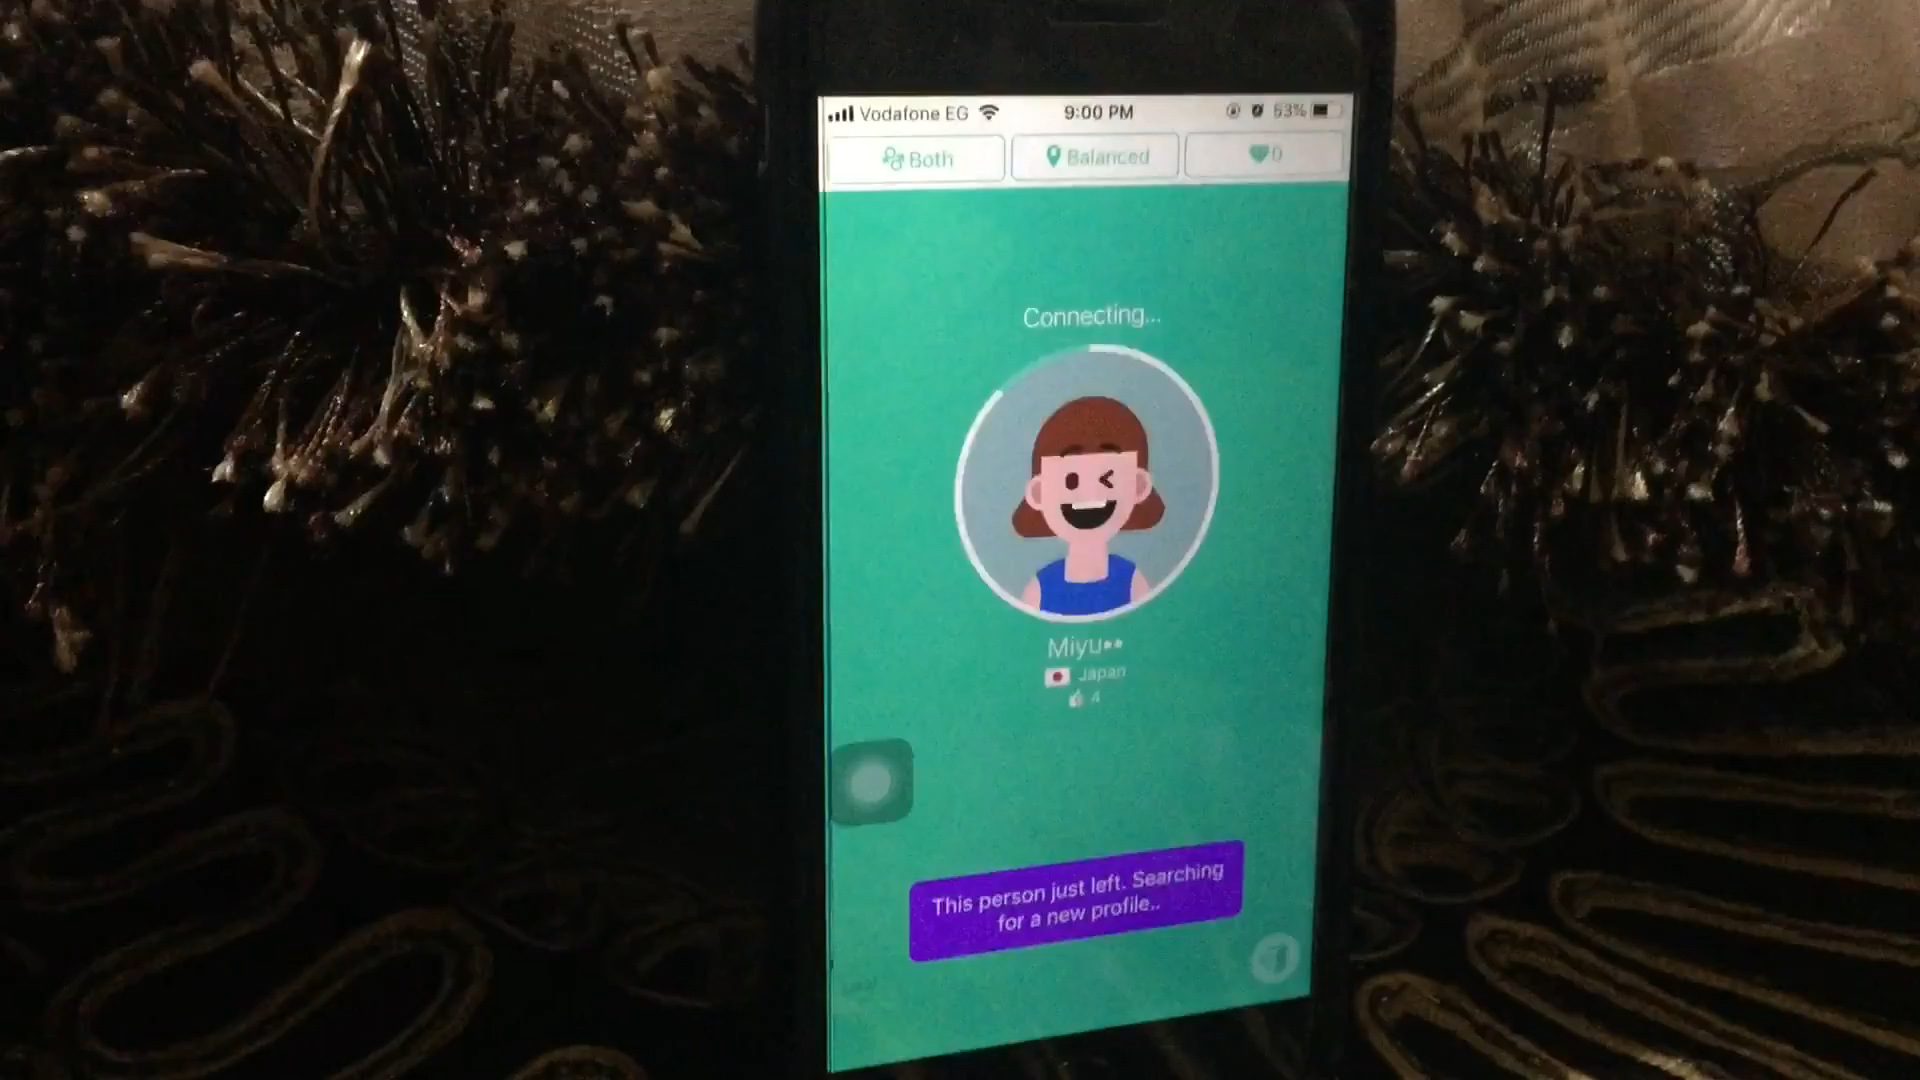 Vodafone EG
9:00 PM
53%
Both
Balanced
0
Connecting...
Miyu••
Japan
4
This person just left. Searching
for a new profile..